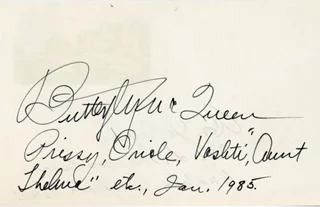 Butterfly McQueen
Prissy, Oriole, Vashti", Aunt
Thelma" etc., Jan. 1985.